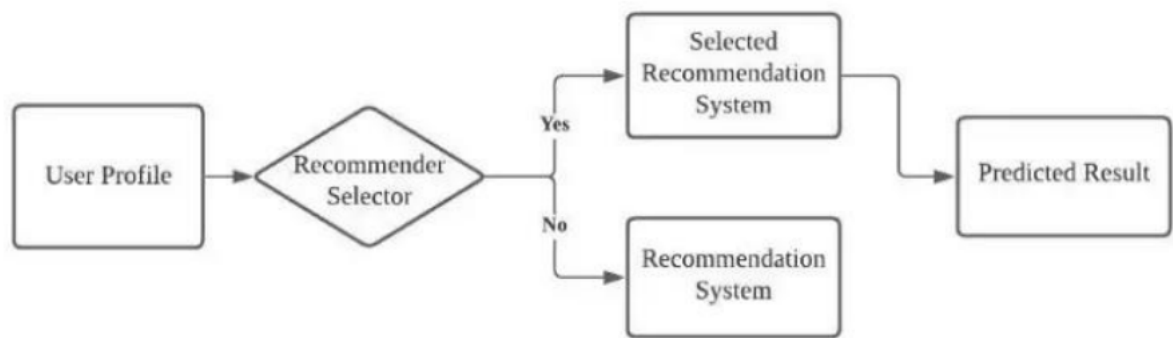 User Profile
Recommender
Selector
Yes
No
Selected
Recommendation
System
Recommendation
System
Predicted Result